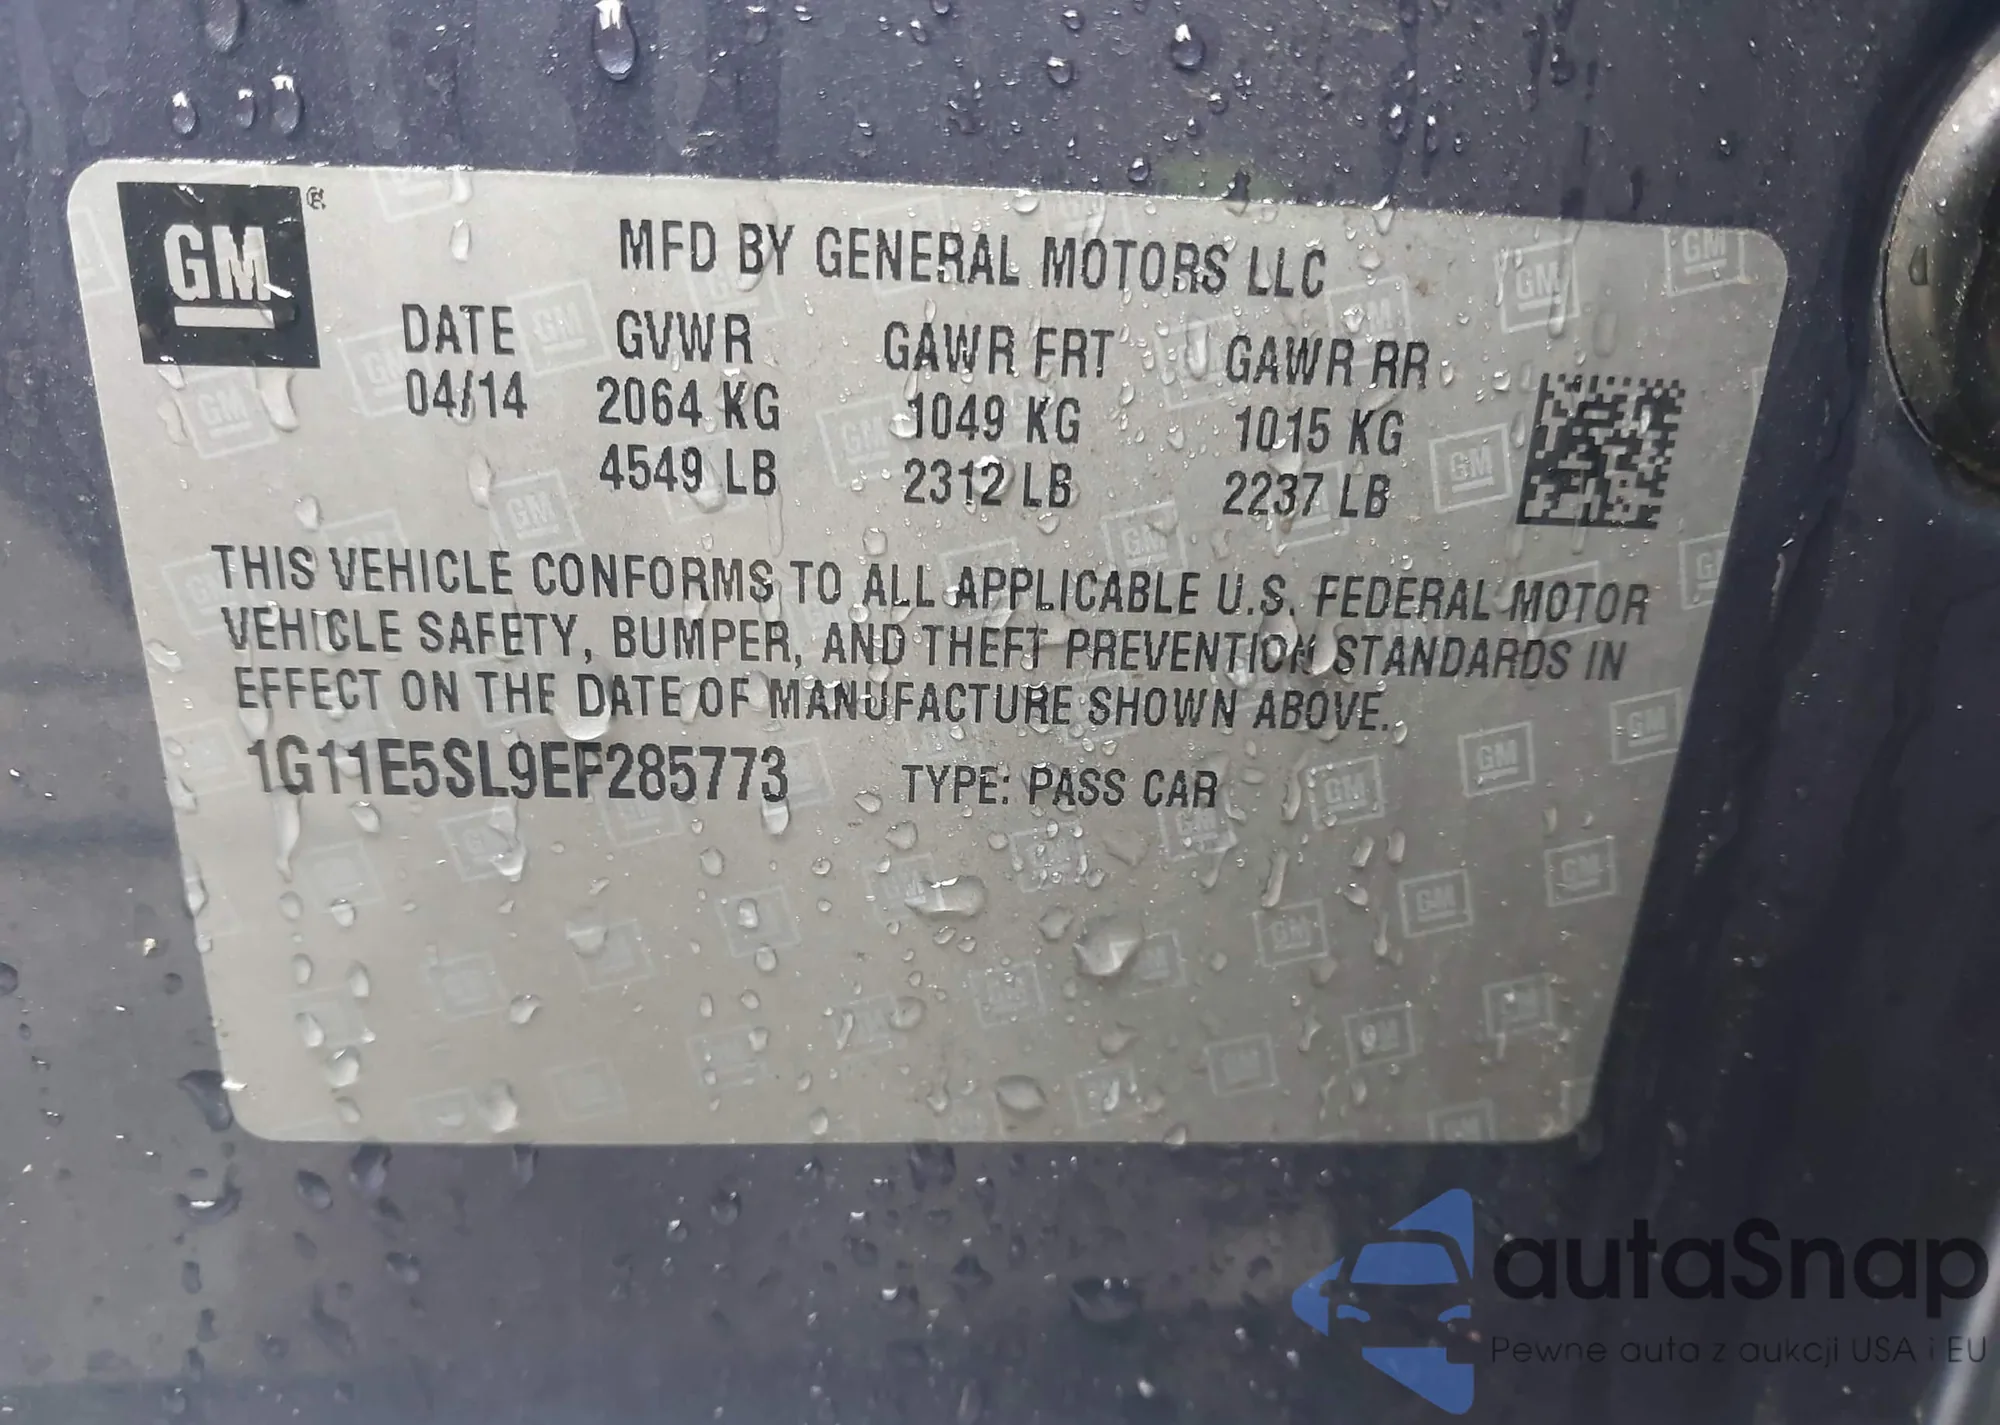 GM®
MFD BY GENERAL MOTORS LLC
DATE GVWR GAWR FRT GAWR RR
04/14 2064 KG 1049 KG 1015 KG
4549 LB 2312 LB 2237 LB
THIS VEHICLE CONFORMS TO ALL APPLICABLE U.S. FEDERAL MOTOR
VEHICLE SAFETY, BUMPER, AND THEFT PREVENTION STANDARDS IN
EFFECT ON THE DATE OF MANUFACTURE SHOWN ABOVE.
1G11E5SL9EF285773 TYPE: PASS CAR
autaSnap
Pewne auta z aukcji USA i EU